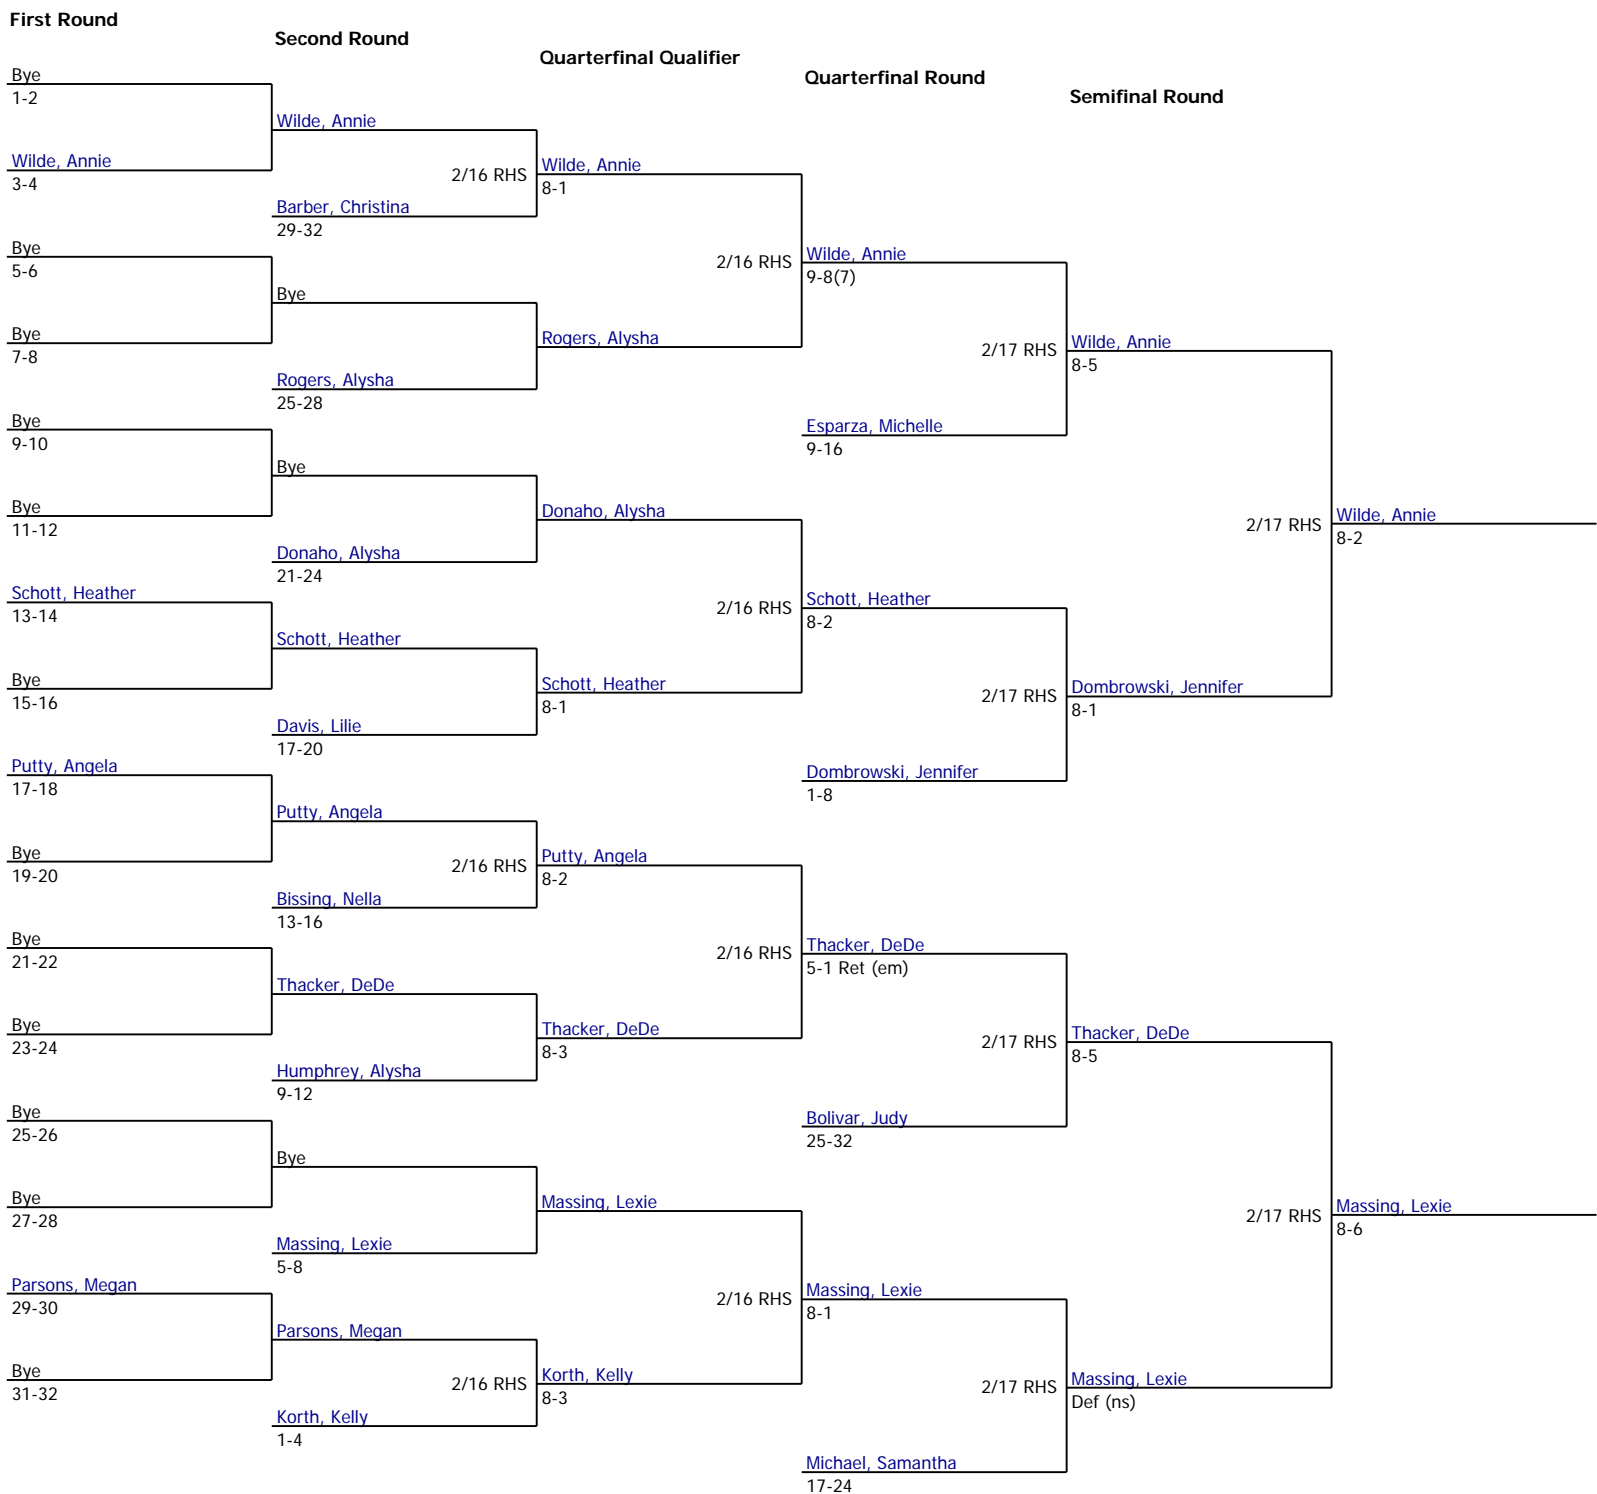 First Round
Second Round
Quarterfinal Qualifier
Quarterfinal Round
Semifinal Round
Bye
1-2
Wilde, Annie
3-4
Bye
5-6
Bye
7-8
Bye
9-10
Bye
11-12
Schott, Heather
13-14
Bye
15-16
Putty, Angela
17-18
Bye
19-20
Bye
21-22
Bye
23-24
Bye
25-26
Bye
27-28
Parsons, Megan
29-30
Bye
31-32
Wilde, Annie
2/16 RHS
Barber, Christina
29-32
Bye
Rogers, Alysha
25-28
Bye
Donaho, Alysha
21-24
Schott, Heather
Davis, Lilie
17-20
Putty, Angela
2/16 RHS
Bissing, Nella
13-16
Thacker, DeDe
Humphrey, Alysha
9-12
Bye
Massing, Lexie
5-8
Parsons, Megan
2/16 RHS
Korth, Kelly
1-4
Wilde, Annie
8-1
2/16 RHS
Rogers, Alysha
Donaho, Alysha
2/16 RHS
Schott, Heather
8-1
Putty, Angela
8-2
2/16 RHS
Thacker, DeDe
8-3
Massing, Lexie
2/16 RHS
Korth, Kelly
8-3
Wilde, Annie
9-8(7)
2/17 RHS
Esparza, Michelle
9-16
Schott, Heather
8-2
2/17 RHS
Dombrowski, Jennifer
1-8
Thacker, DeDe
5-1 Ret (em)
2/17 RHS
Bolivar, Judy
25-32
Massing, Lexie
8-1
2/17 RHS
Michael, Samantha
17-24
Wilde, Annie
8-5
2/17 RHS
Dombrowski, Jennifer
8-1
Thacker, DeDe
8-5
2/17 RHS
Massing, Lexie
Def (ns)
Wilde, Annie
8-2
Massing, Lexie
8-6